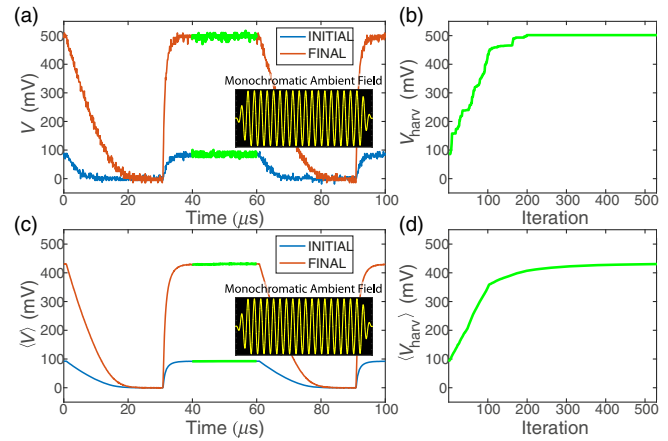 (a)
500
400
300
200
100
0
V (mV)
INITIAL
FINAL
Monochromatic Ambient Field
0 20 40 60 80 100
Time (μs)
(b)
500
400
300
200
100
0
V_harv (mV)
100 200 300 400 500
Iteration
(c)
500
400
300
200
100
0
⟨V⟩ (mV)
INITIAL
FINAL
Monochromatic Ambient Field
0 20 40 60 80 100
Time (μs)
(d)
500
400
300
200
100
0
⟨V_harv⟩ (mV)
100 200 300 400 500
Iteration